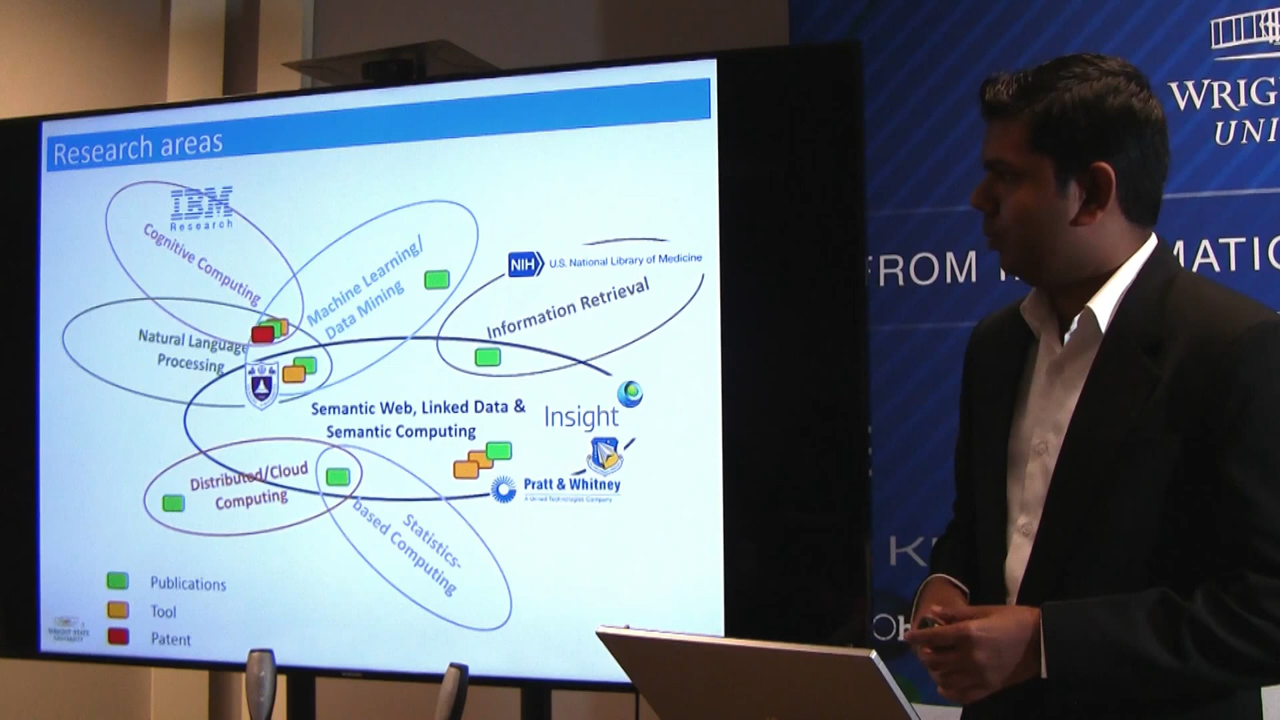 Research areas
IBM
Research
Cognitive Computing
Machine Learning/
Data Mining
NIH
U.S. National Library of Medicine
Information Retrieval
Natural Language
Processing
Semantic Web, Linked Data &
Semantic Computing
Insight
Distributed/Cloud
Computing
Pratt & Whitney
A United Technologies Company
Statistics-
based Computing
Publications
Tool
Patent
WRIGHT STATE
UNIVERSITY
WRIG
UNI
FROM
MATIO